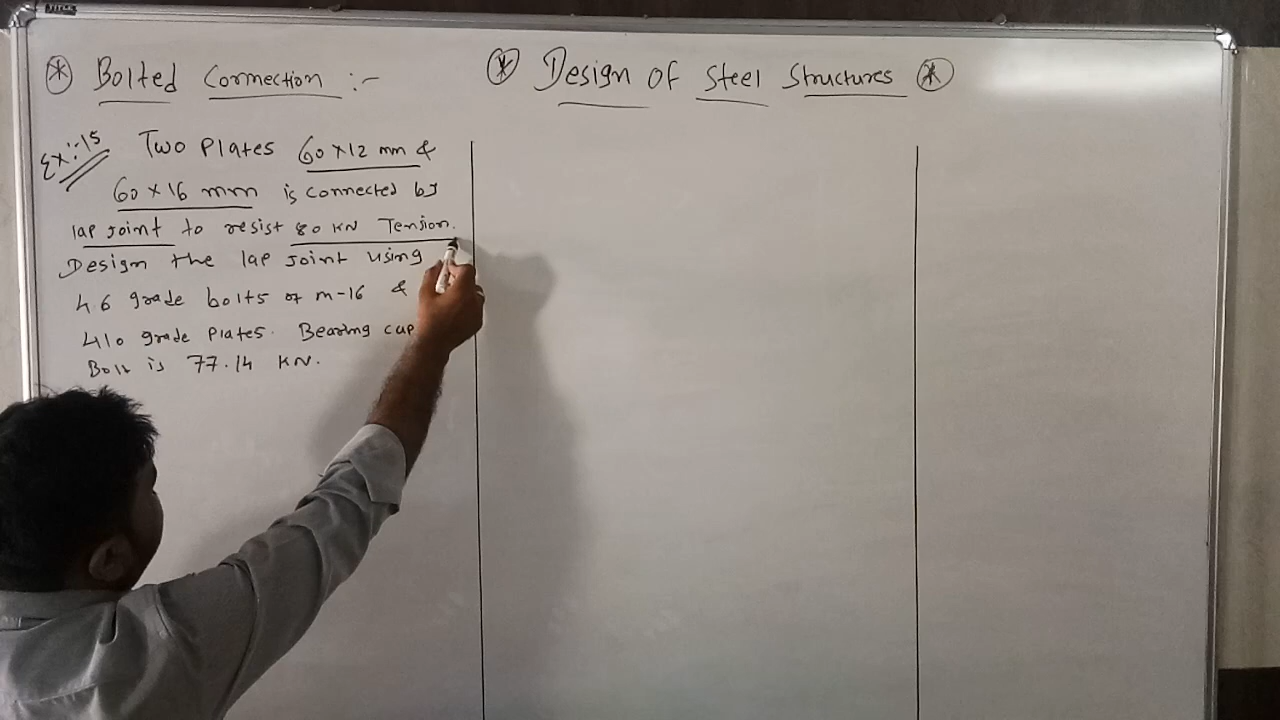 TITLE
* Bolted Connection :-
* Design Of Steel Structures *
Ex:-15 Two Plates 60 x 12 mm &
60 x 16 mm is connected by
lap joint to resist 80 KN Tension.
Design the lap joint using
4.6 grade bolts of m-16 &
410 grade Plates. Bearing cap
Bolt is 77.14 KN.